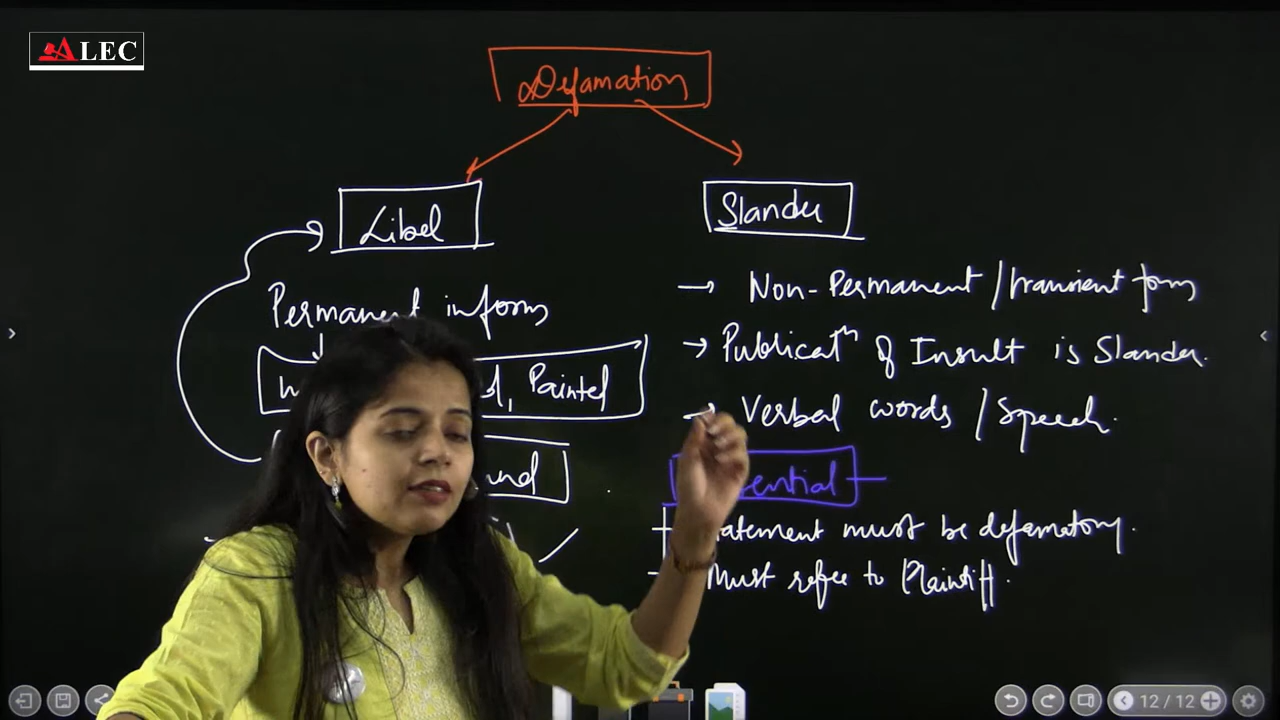 ALEC
Defamation
Libel
Slander
Permanent in form
→ Non-Permanent / transient form
→ Publicatⁿ of Insult is Slander.
Painted
→ Verbal words / Speech.
Statement must be defamatory.
Must refer to Plaintiff.
12 / 12